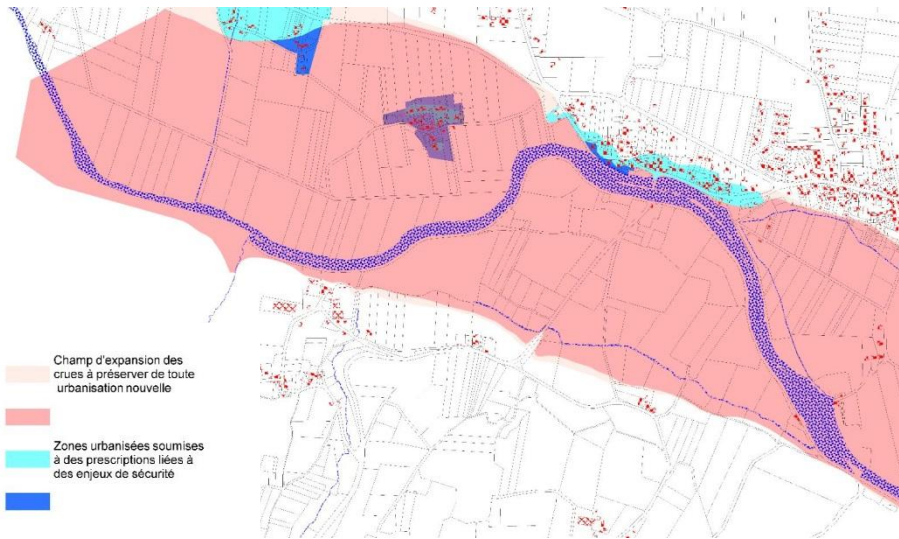 Champ d'expansion des
crues à préserver de toute
urbanisation nouvelle
Zones urbanisées soumises
à des prescriptions liées à
des enjeux de sécurité